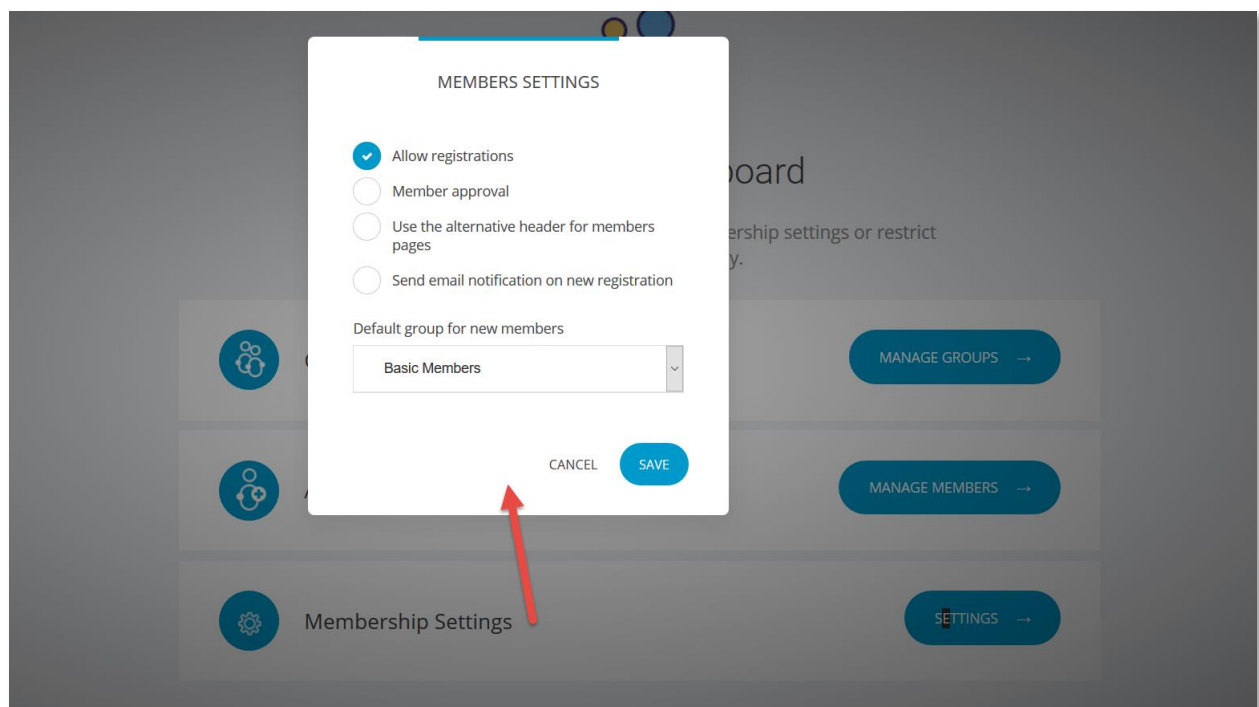 MEMBERS SETTINGS
Allow registrations
Member approval
Use the alternative header for members
pages
Send email notification on new registration
Default group for new members
Basic Members
CANCEL
SAVE
ership settings or restrict
MANAGE GROUPS →
MANAGE MEMBERS →
Membership Settings
SETTINGS →